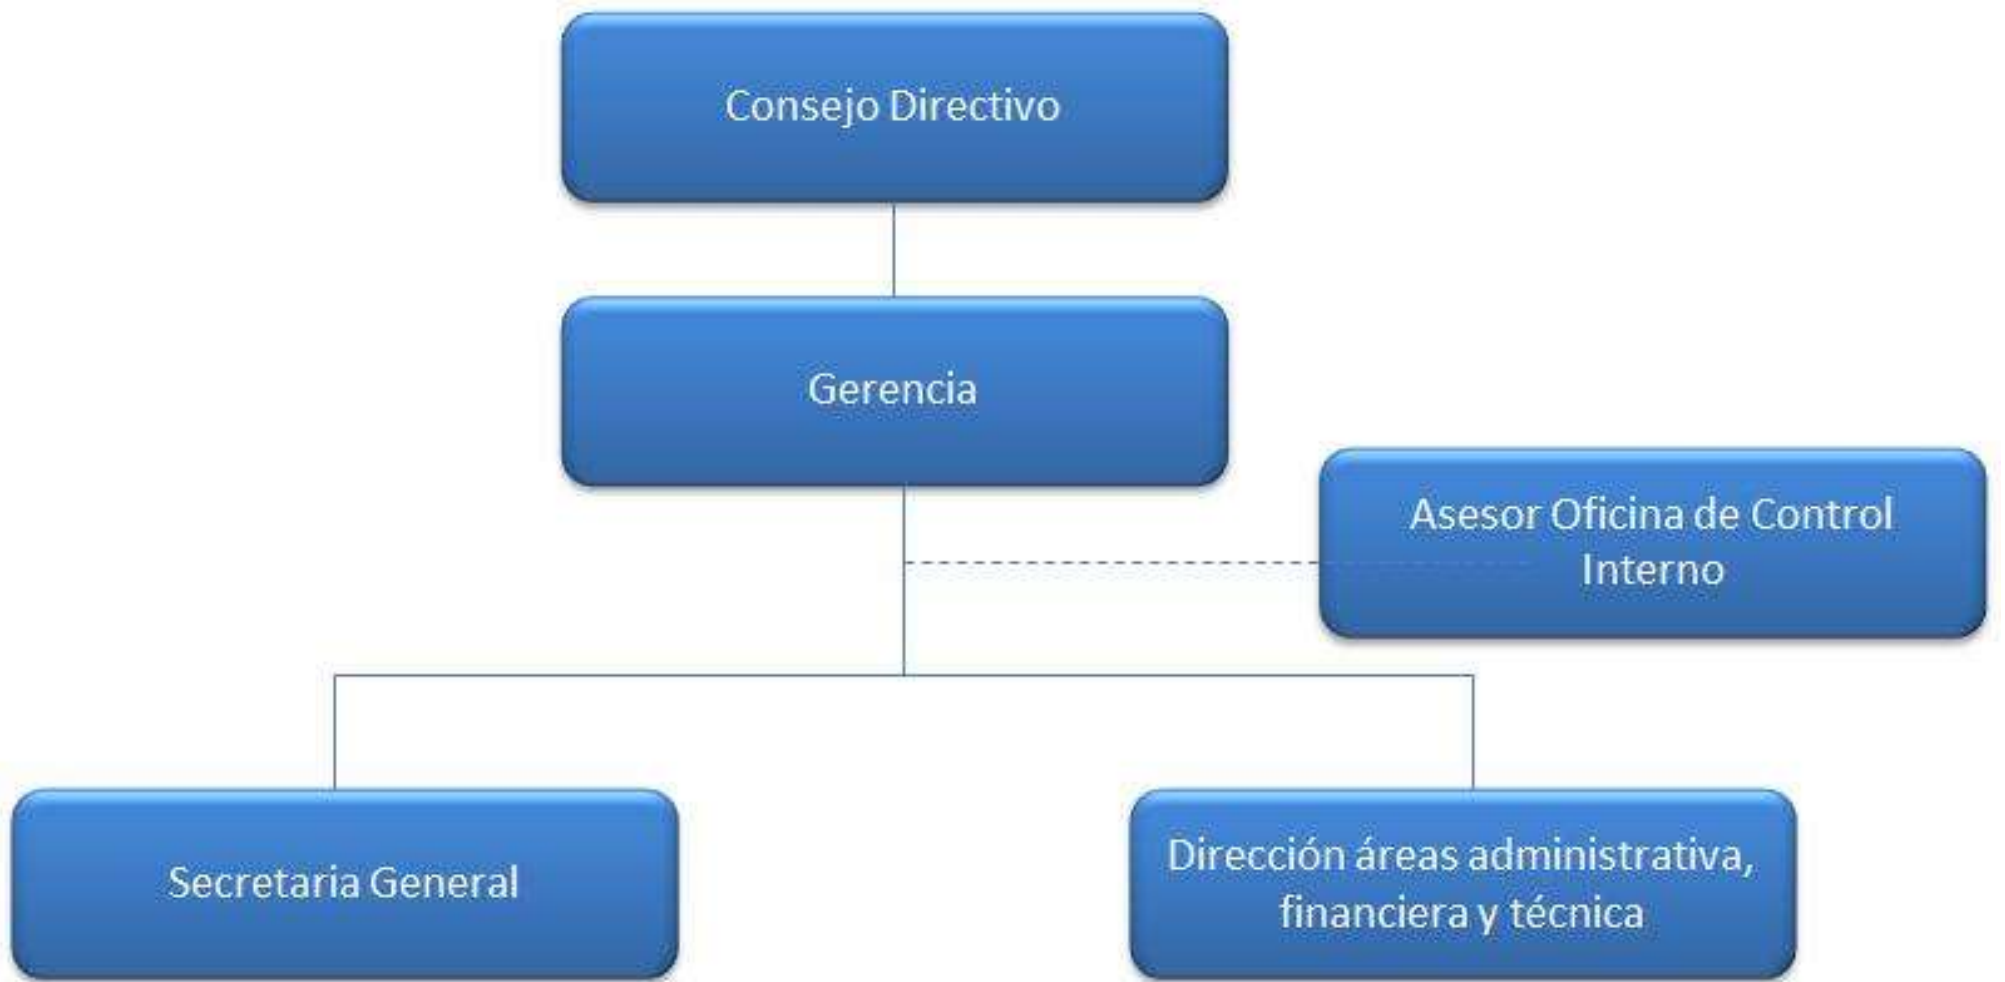 Consejo Directivo
Gerencia
Asesor Oficina de Control
Interno
Secretaria General
Dirección áreas administrativa,
financiera y técnica